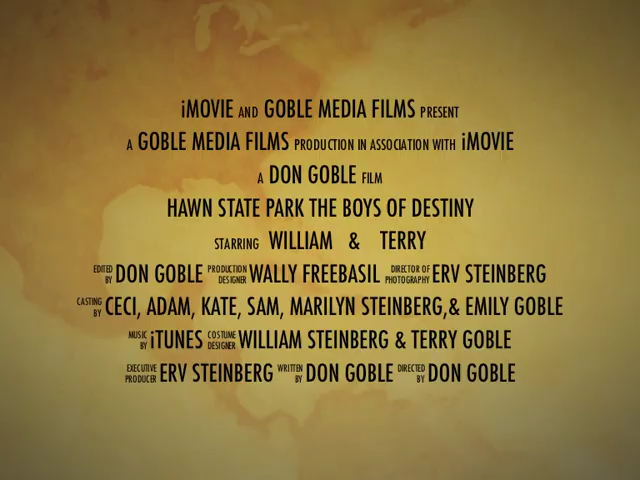 iMOVIE AND GOBLE MEDIA FILMS PRESENT
A GOBLE MEDIA FILMS PRODUCTION IN ASSOCIATION WITH iMOVIE
A DON GOBLE FILM
HAWN STATE PARK THE BOYS OF DESTINY
STARRING WILLIAM & TERRY
EDITED BY DON GOBLE PRODUCTION DESIGNER WALLY FREEBASIL DIRECTOR OF PHOTOGRAPHY ERV STEINBERG
CASTING BY CECI, ADAM, KATE, SAM, MARILYN STEINBERG,& EMILY GOBLE
MUSIC BY iTUNES COSTUME DESIGNER WILLIAM STEINBERG & TERRY GOBLE
EXECUTIVE PRODUCER ERV STEINBERG WRITTEN BY DON GOBLE DIRECTED BY DON GOBLE